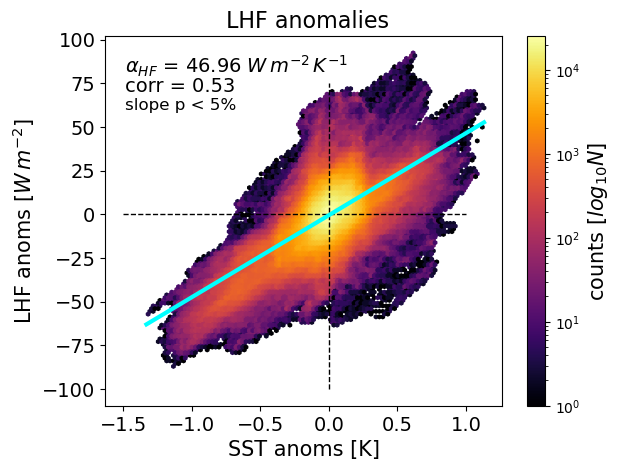 LHF anomalies
α_HF = 46.96 W m⁻² K⁻¹
corr = 0.53
slope p < 5%
LHF anoms [W m⁻²]
100
75
50
25
0
−25
−50
−75
−100
−1.5 −1.0 −0.5 0.0 0.5 1.0
SST anoms [K]
10⁴
10³
10²
10¹
10⁰
counts [log₁₀N]